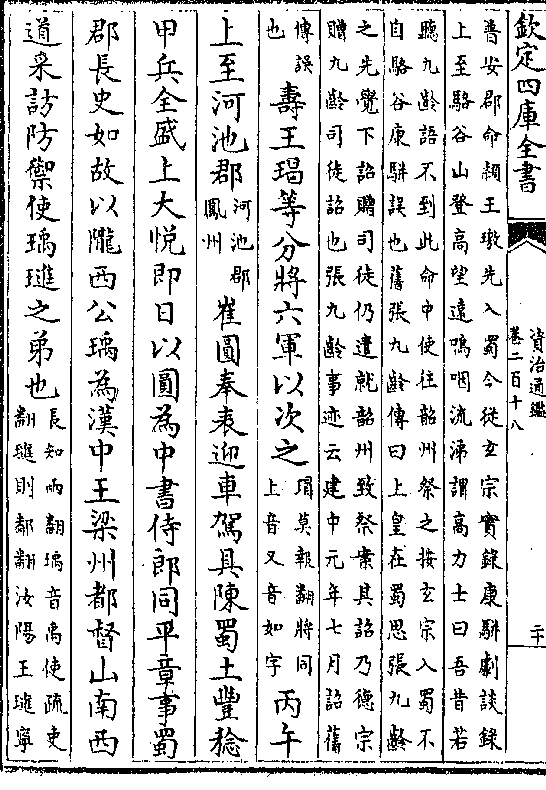 欽定四庫全書
資治通鑑
卷二百十八
二十
普安郡命潁王璬先入蜀今從玄宗實錄康駢劇談錄
上至駱谷山登高望遠嗚咽流涕謂高力士曰吾昔若
聽九齡語不到此命中使往韶州祭之按玄宗入蜀不
自駱谷康駢誤也舊張九齡傳曰上皇在蜀思張九齡
之先覺下詔贈司徒仍遣就韶州致祭案其詔乃德宗
贈九齡司徒詔也張九齡事迹云建中元年七月詔舊
傳誤
也
壽王瑁等分將六軍以次之
瑁莫報翻將同
上音又音如字
丙午
上至河池郡
河池郡
鳳州
崔圓奉表迎車駕具陳蜀土豐稔
甲兵全盛上大悦即日以圓為中書侍郎同平章事蜀
郡長史如故以隴西公瑀為漢中王梁州都督山南西
道采訪防禦使瑀璡之弟也
長知兩翻瑀音禹使疏吏
翻璡則鄰翻汝陽王璡寧